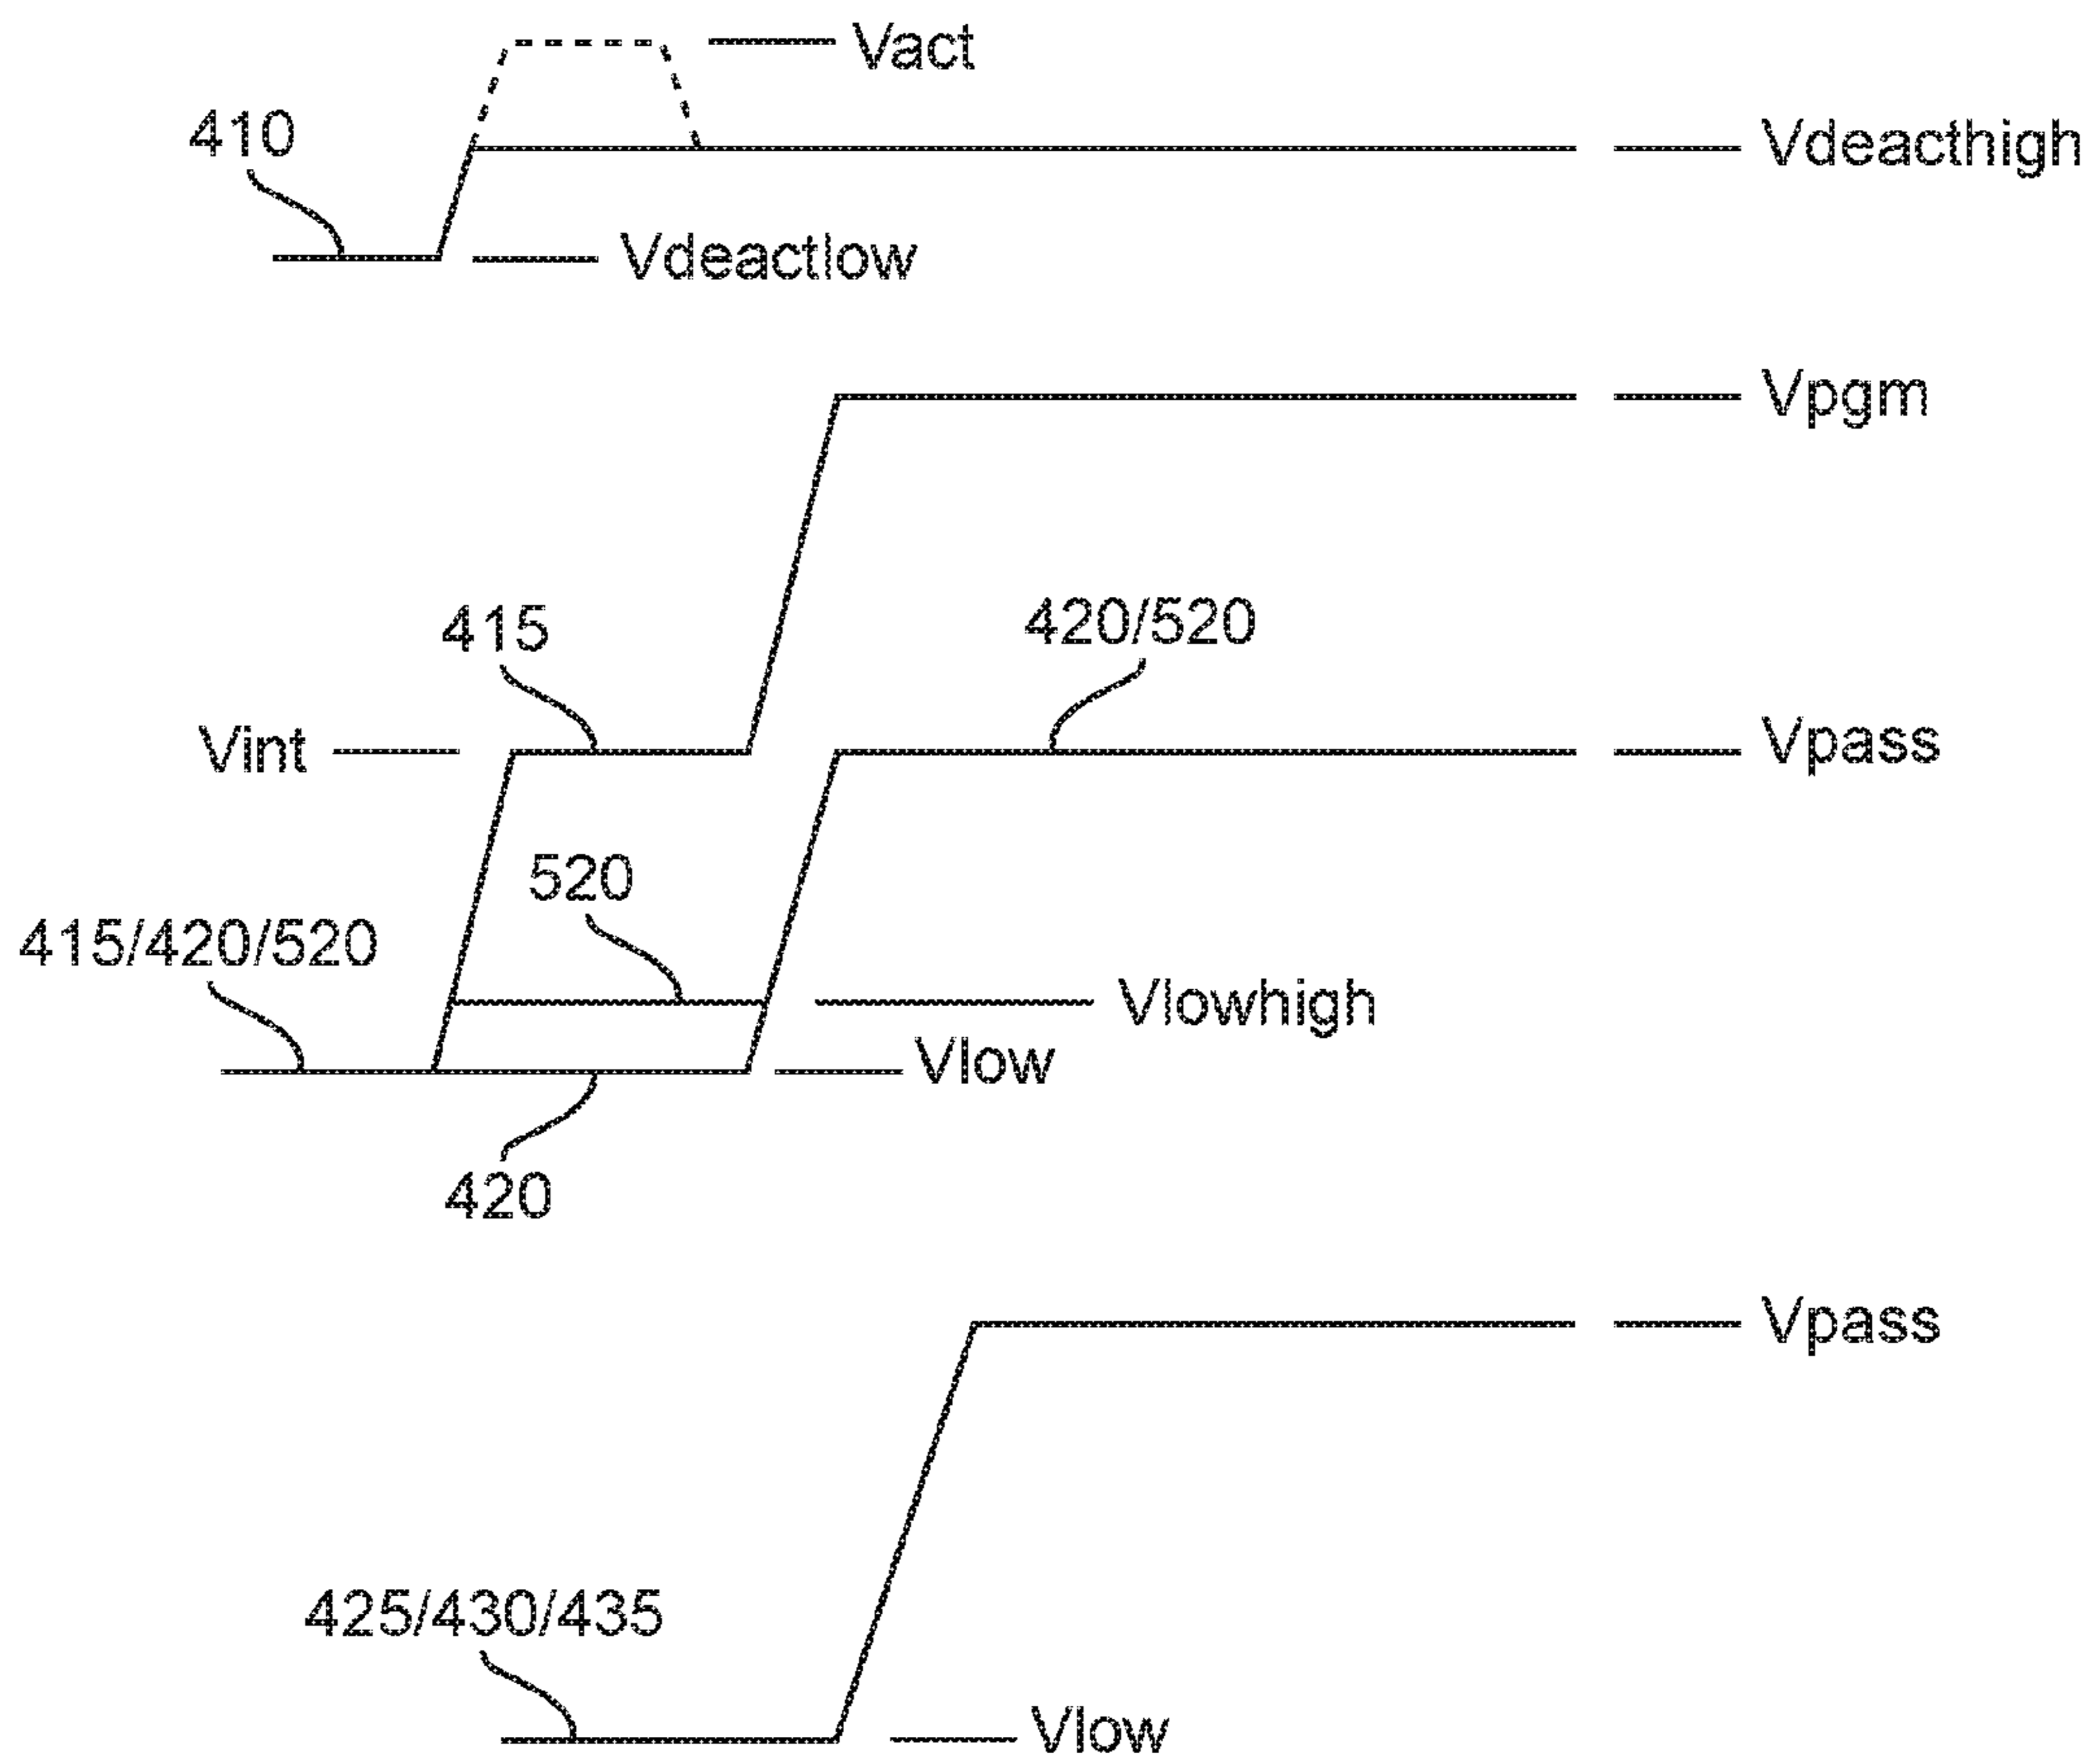 Vact
410
Vdeacthigh
Vdeactlow
Vpgm
415
420/520
Vint
Vpass
520
415/420/520
Vlowhigh
Vlow
420
Vpass
425/430/435
Vlow